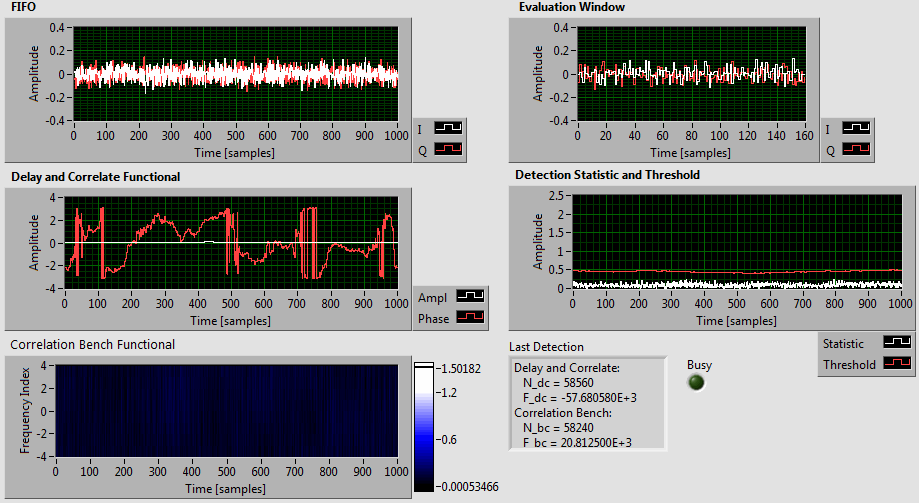 FIFO
0.4
0.2
0
-0.2
-0.4
Amplitude
0 100 200 300 400 500 600 700 800 900 1000
Time [samples]
I
Q
Evaluation Window
0.4
0.2
0
-0.2
-0.4
Amplitude
0 20 40 60 80 100 120 140 160
Time [samples]
I
Q
Delay and Correlate Functional
4
2
0
-2
-4
Amplitude
0 100 200 300 400 500 600 700 800 900 1000
Time [samples]
Ampl
Phase
Detection Statistic and Threshold
2.5
2
1.5
1
0.5
0
Amplitude
0 100 200 300 400 500 600 700 800 900 1000
Time [samples]
Statistic
Threshold
Correlation Bench Functional
4
2
0
-2
-4
Frequency Index
0 100 200 300 400 500 600 700 800 900 1000
Time [samples]
1.50182
1.2
0.6
-0.00053466
Last Detection
Delay and Correlate:
N_dc = 58560
F_dc = -57.680580E+3
Correlation Bench:
N_bc = 58240
F_bc = 20.812500E+3
Busy